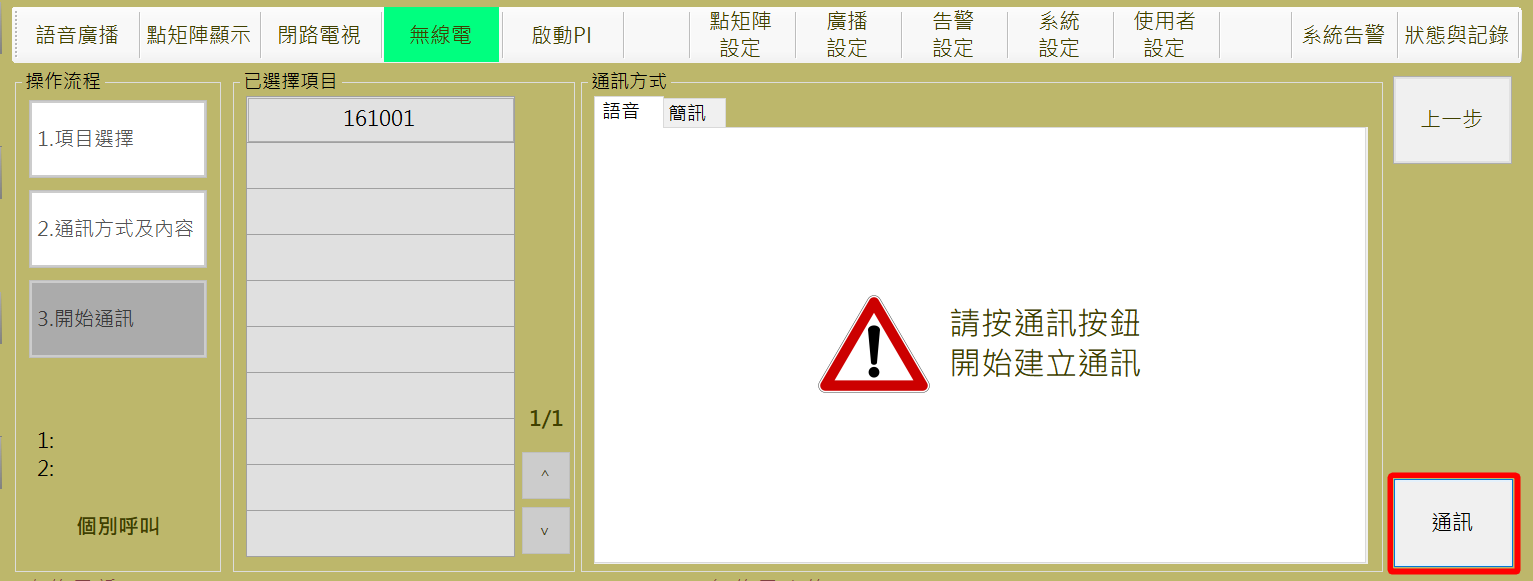 語音廣播
點矩陣顯示
閉路電視
無線電
啟動PI
點矩陣
設定
廣播
設定
告警
設定
系統
設定
使用者
設定
系統告警
狀態與記錄
操作流程
1.項目選擇
2.通訊方式及內容
3.開始通訊
1:
2:
個別呼叫
已選擇項目
161001
1/1
^
v
通訊方式
語音
簡訊
請按通訊按鈕
開始建立通訊
上一步
通訊